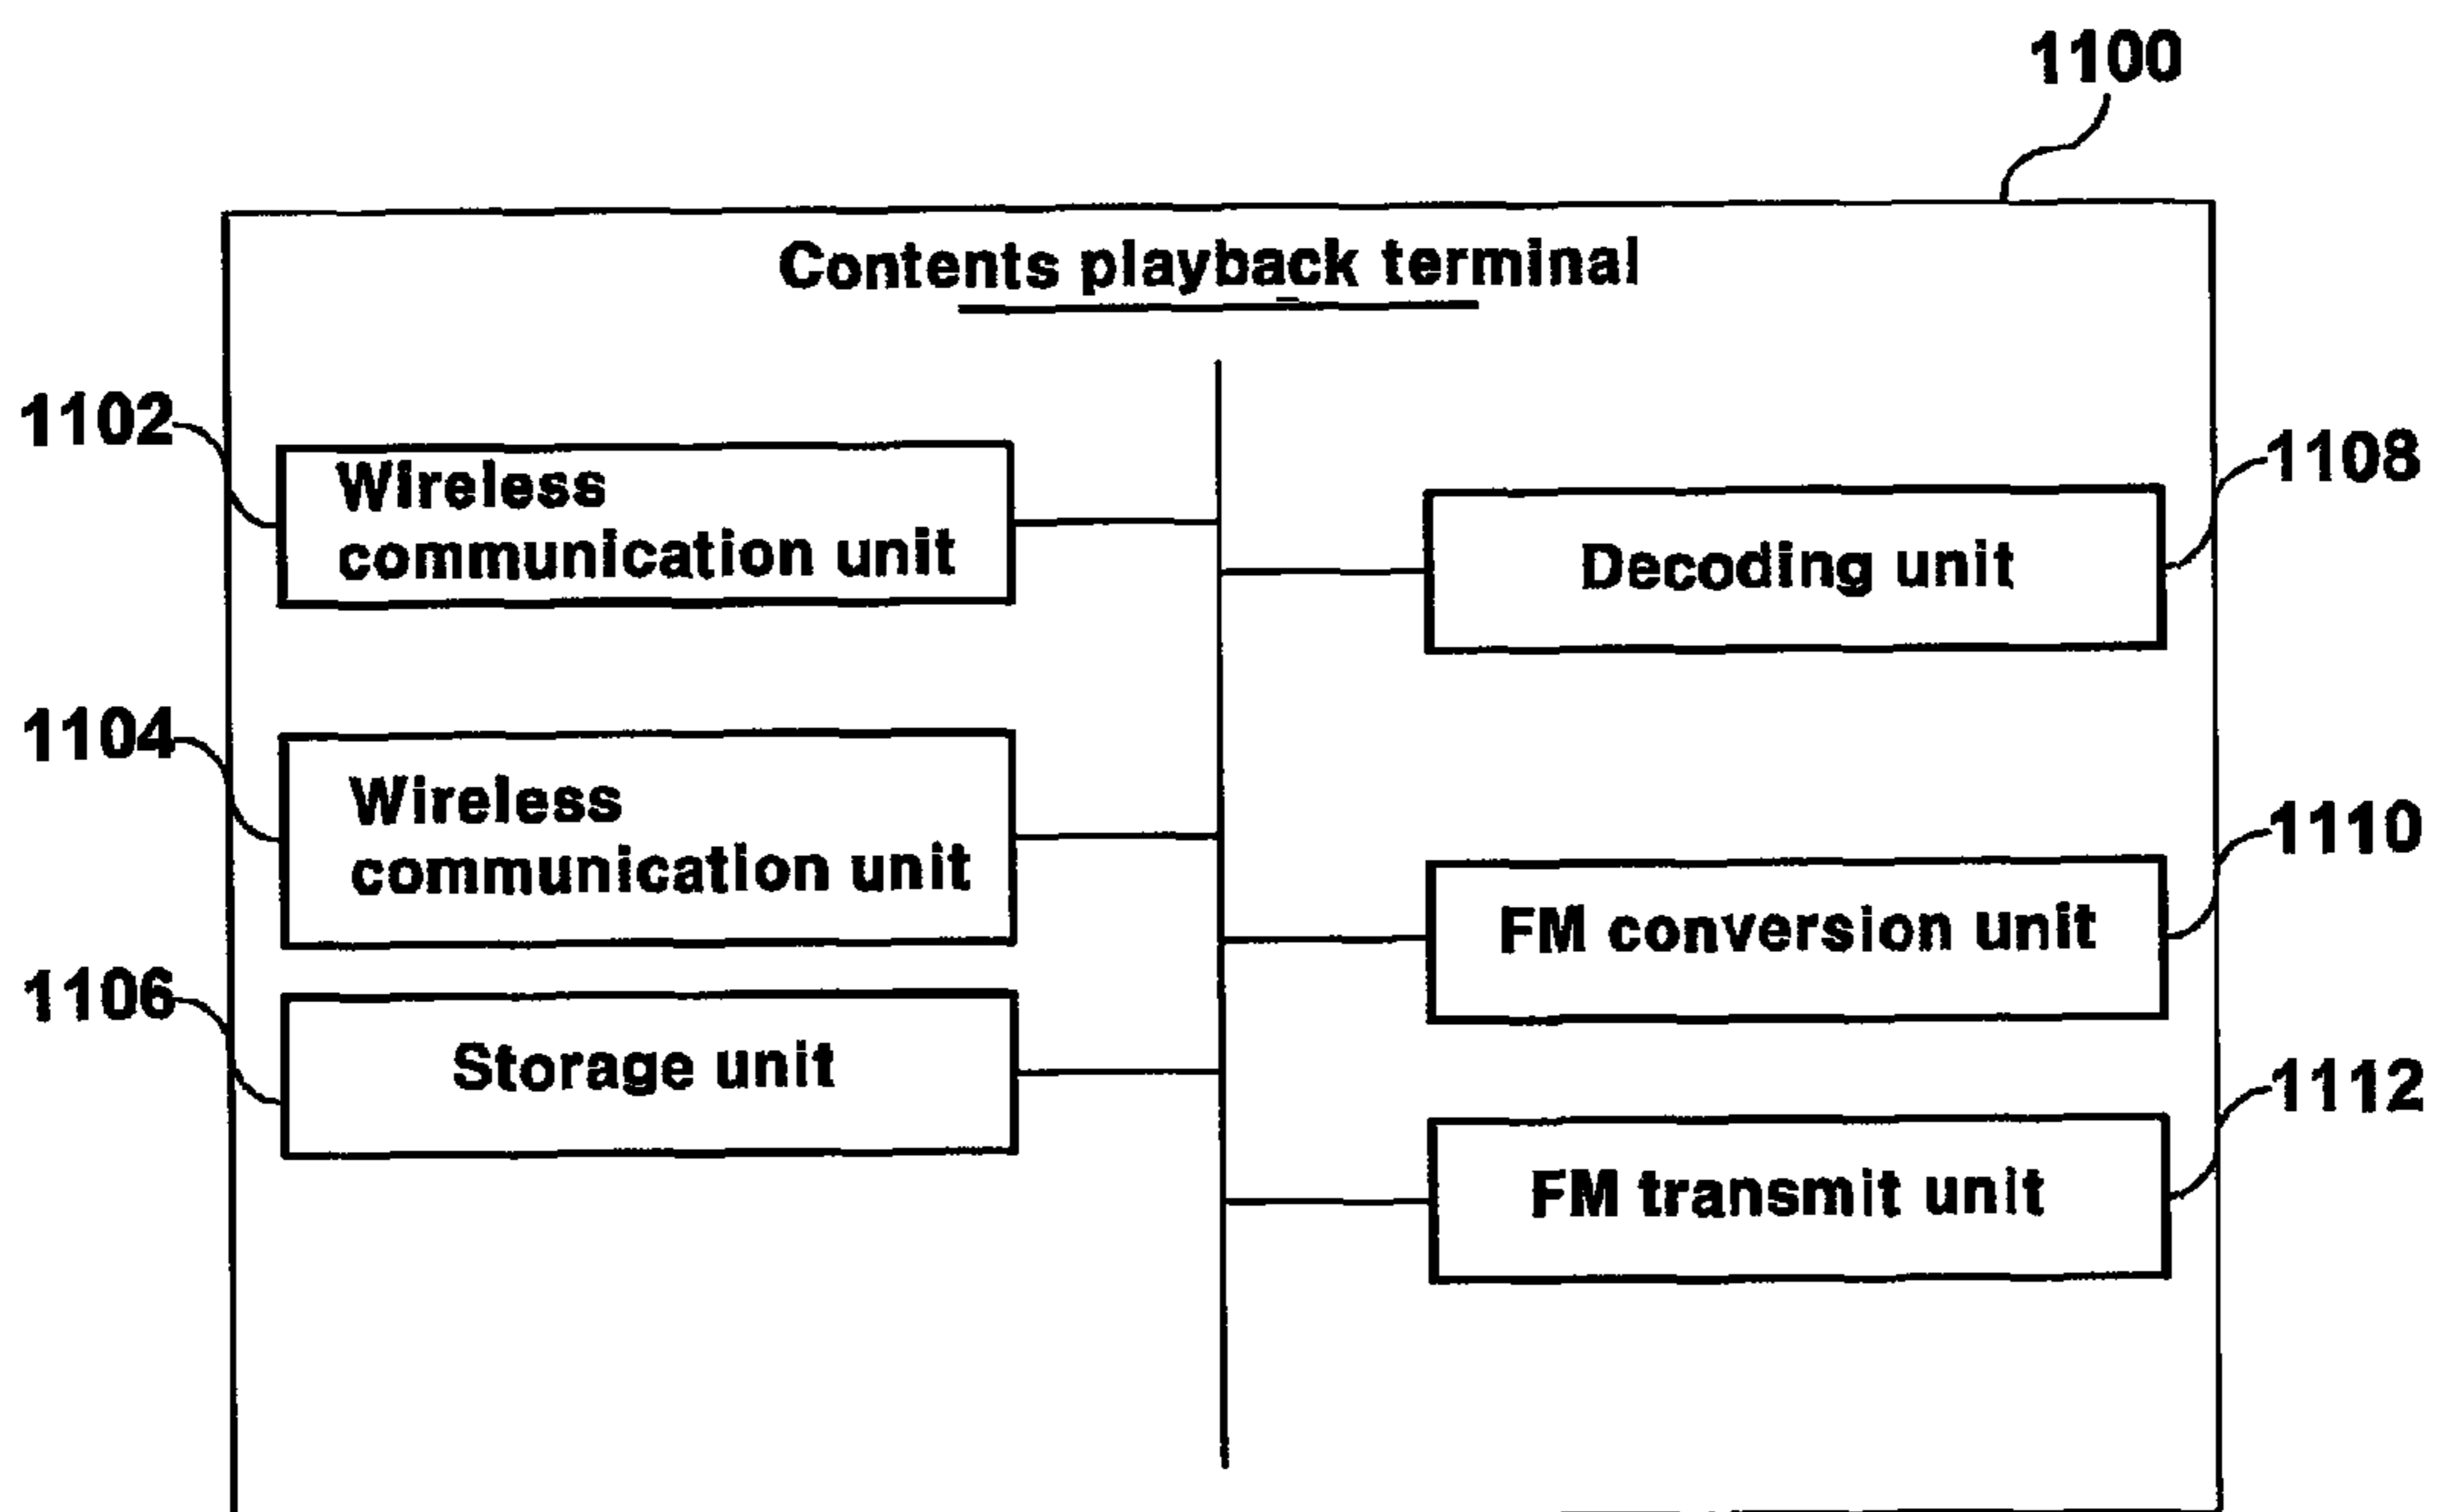 1100
Contents playback terminal
1102
Wireless
communication unit
1108
Decoding unit
1104
Wireless
communication unit
1110
FM conversion unit
1106
Storage unit
1112
FM transmit unit